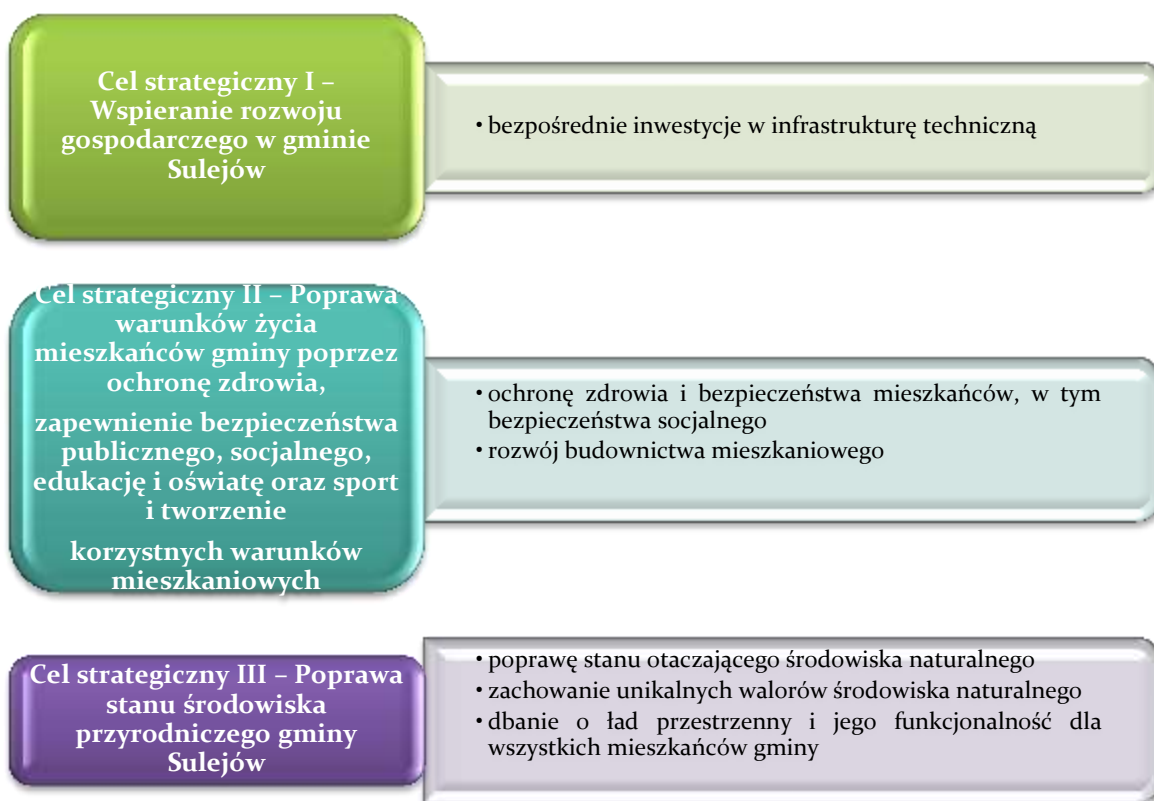 Cel strategiczny I –
Wspieranie rozwoju
gospodarczego w gminie
Sulejów
• bezpośrednie inwestycje w infrastrukturę techniczną
Cel strategiczny II – Poprawa
warunków życia
mieszkańców gminy poprzez
ochronę zdrowia,
zapewnienie bezpieczeństwa
publicznego, socjalnego,
edukację i oświatę oraz sport
i tworzenie
korzystnych warunków
mieszkaniowych
• ochronę zdrowia i bezpieczeństwa mieszkańców, w tym
bezpieczeństwa socjalnego
• rozwój budownictwa mieszkaniowego
Cel strategiczny III – Poprawa
stanu środowiska
przyrodniczego gminy
Sulejów
• poprawę stanu otaczającego środowiska naturalnego
• zachowanie unikalnych walorów środowiska naturalnego
• dbanie o ład przestrzenny i jego funkcjonalność dla
wszystkich mieszkańców gminy